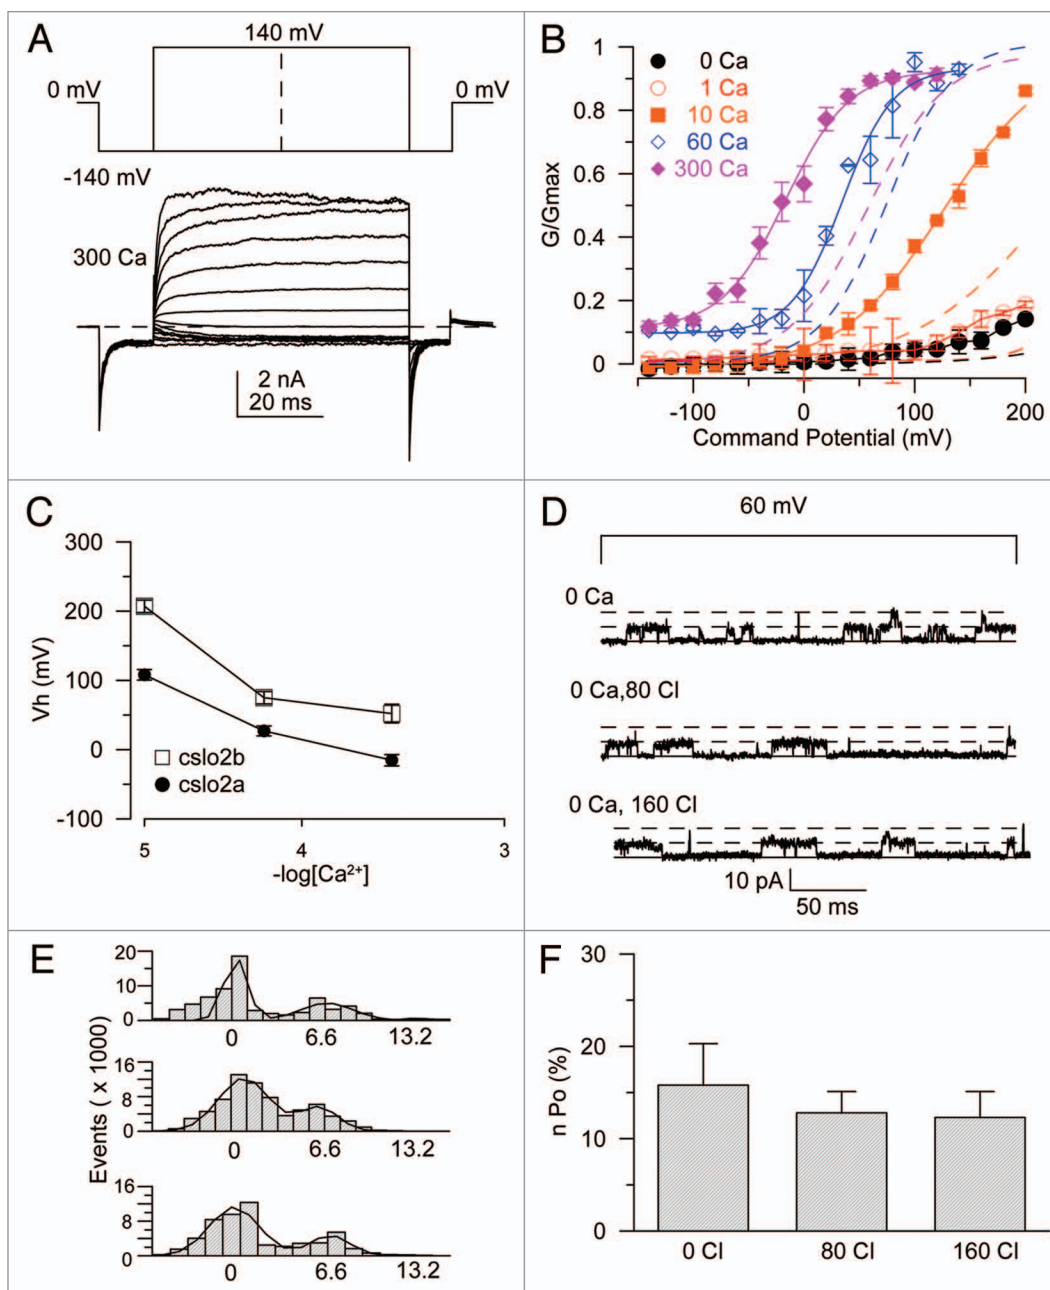 A
140 mV
0 mV
0 mV
-140 mV
300 Ca
2 nA
20 ms
B
1
0.8
0.6
0.4
0.2
0
G/Gmax
0 Ca
1 Ca
10 Ca
60 Ca
300 Ca
-100
0
100
200
Command Potential (mV)
C
300
200
100
0
-100
Vh (mV)
cslo2b
cslo2a
5
4
3
-log[Ca²⁺]
D
60 mV
0 Ca
0 Ca,80 Cl
0 Ca, 160 Cl
10 pA
50 ms
E
Events ( x 1000)
20
10
0
0
6.6
13.2
16
8
0
0
6.6
13.2
16
8
0
0
6.6
13.2
F
30
20
10
0
n Po (%)
0 Cl
80 Cl
160 Cl